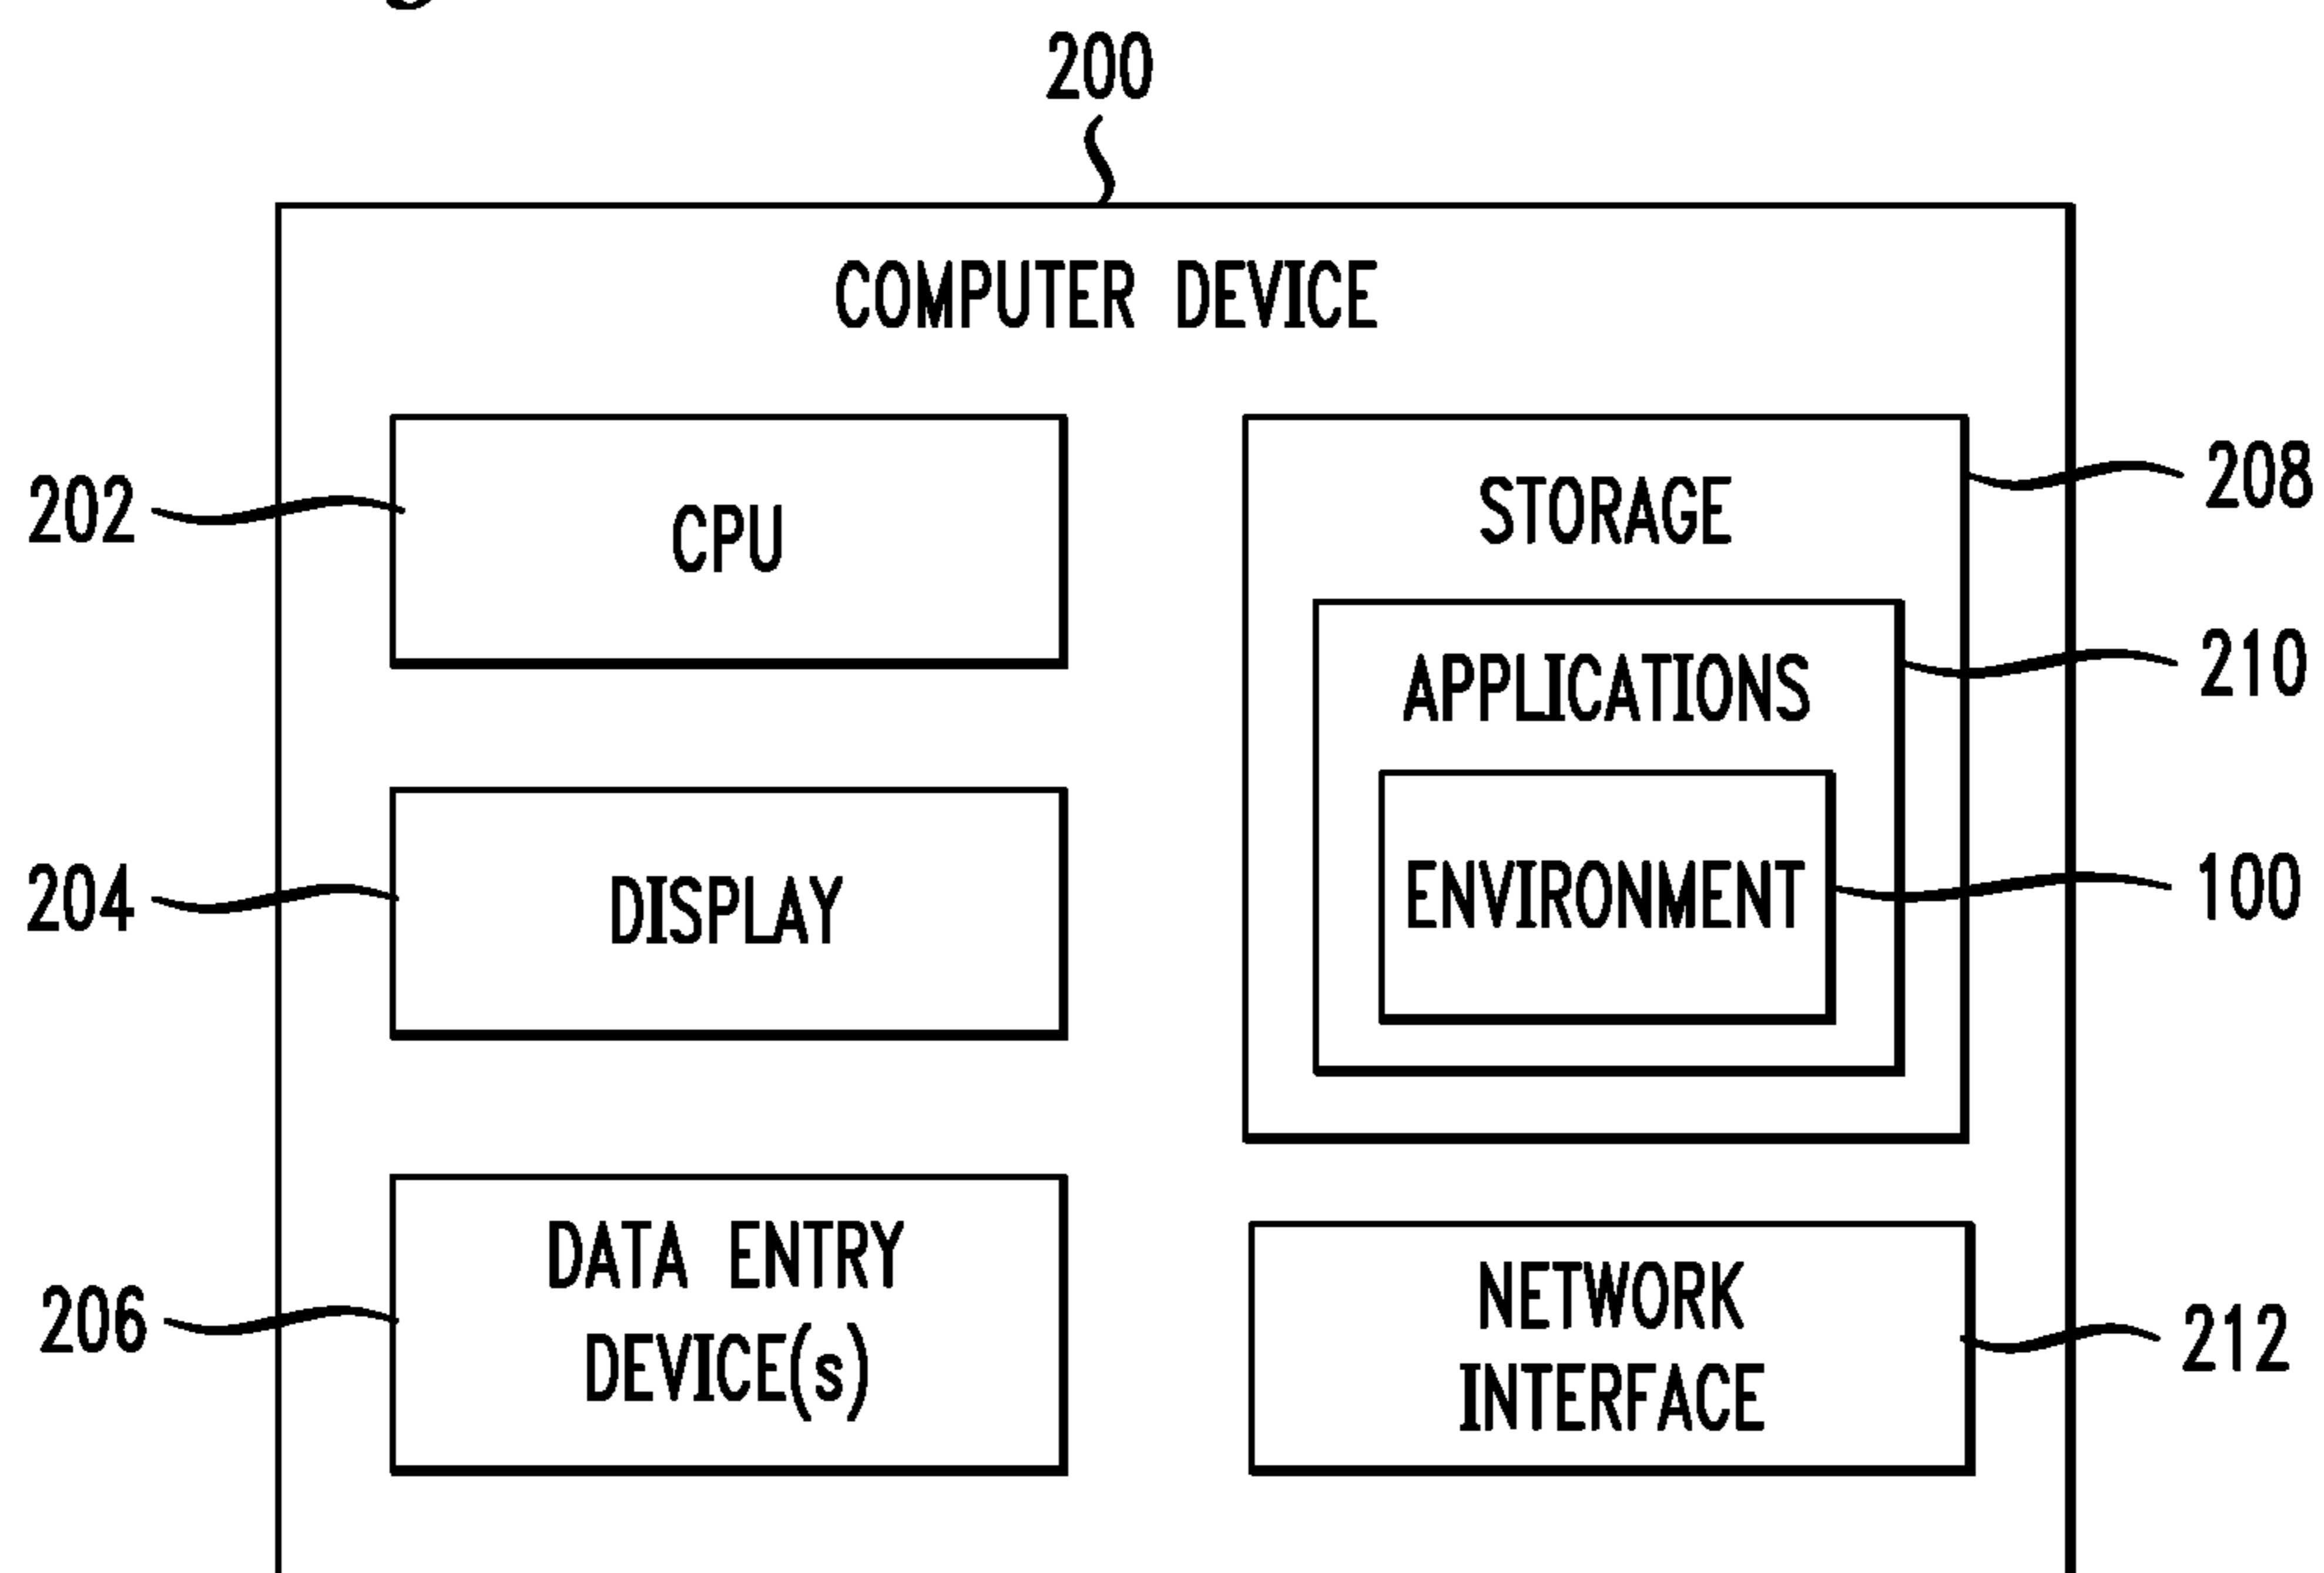 200
COMPUTER DEVICE
202
CPU
STORAGE
208
APPLICATIONS
210
204
DISPLAY
ENVIRONMENT
100
206
DATA ENTRY
DEVICE(s)
NETWORK
INTERFACE
212